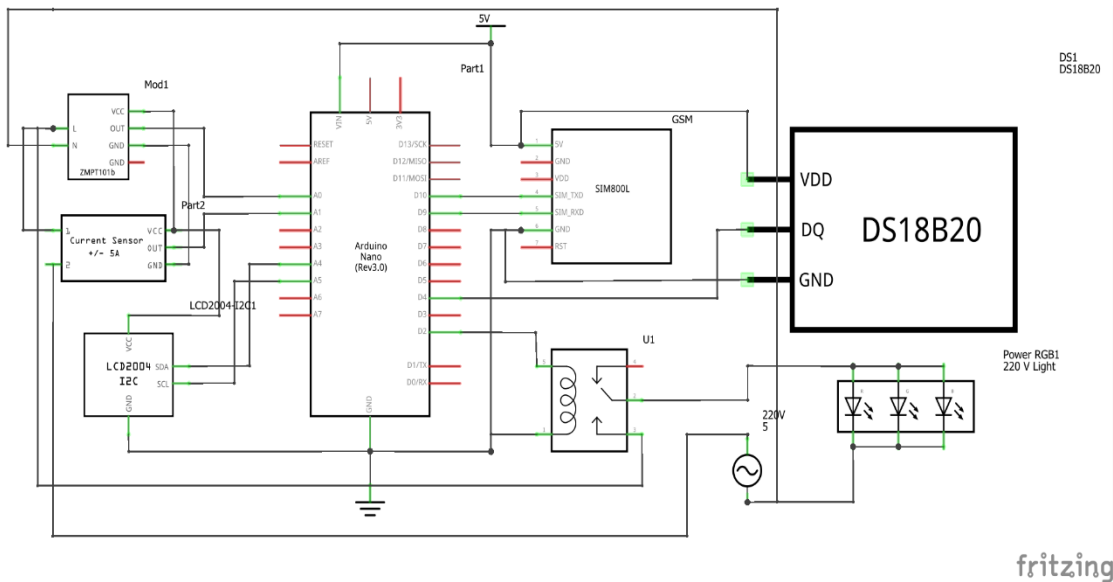 5V
DS1
DS18B20
Part1
Mod1
VCC
L
OUT
N
GND
GND
ZMPT101b
VIN
5V
3V3
GSM
RESET
AREF
D13/SCK
D12/MISO
D11/MOSI
A0
D10
A1
D9
A2
D8
A3
D7
A4
D6
A5
D5
A6
D4
A7
D3
D2
D1/TX
D0/RX
Arduino
Nano
(Rev3.0)
GND
5V
GND
VDD
SIM_TXD
SIM_RXD
GND
RST
SIM800L
VDD
DQ
GND
DS18B20
Part2
1
VCC
Current Sensor
OUT
+/- 5A
2
GND
LCD2004-I2C1
VCC
LCD2004
I2C
SDA
SCL
GND
U1
Power RGB1
220 V Light
220V
5
fritzing